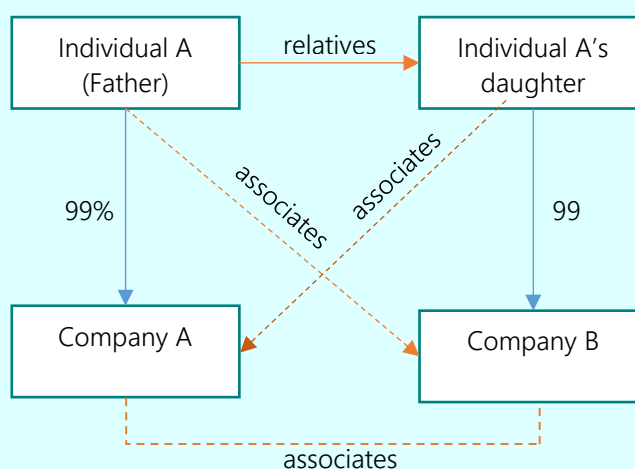 Individual A
(Father)
relatives
Individual A's
daughter
associates
associates
99%
99
Company A
Company B
associates